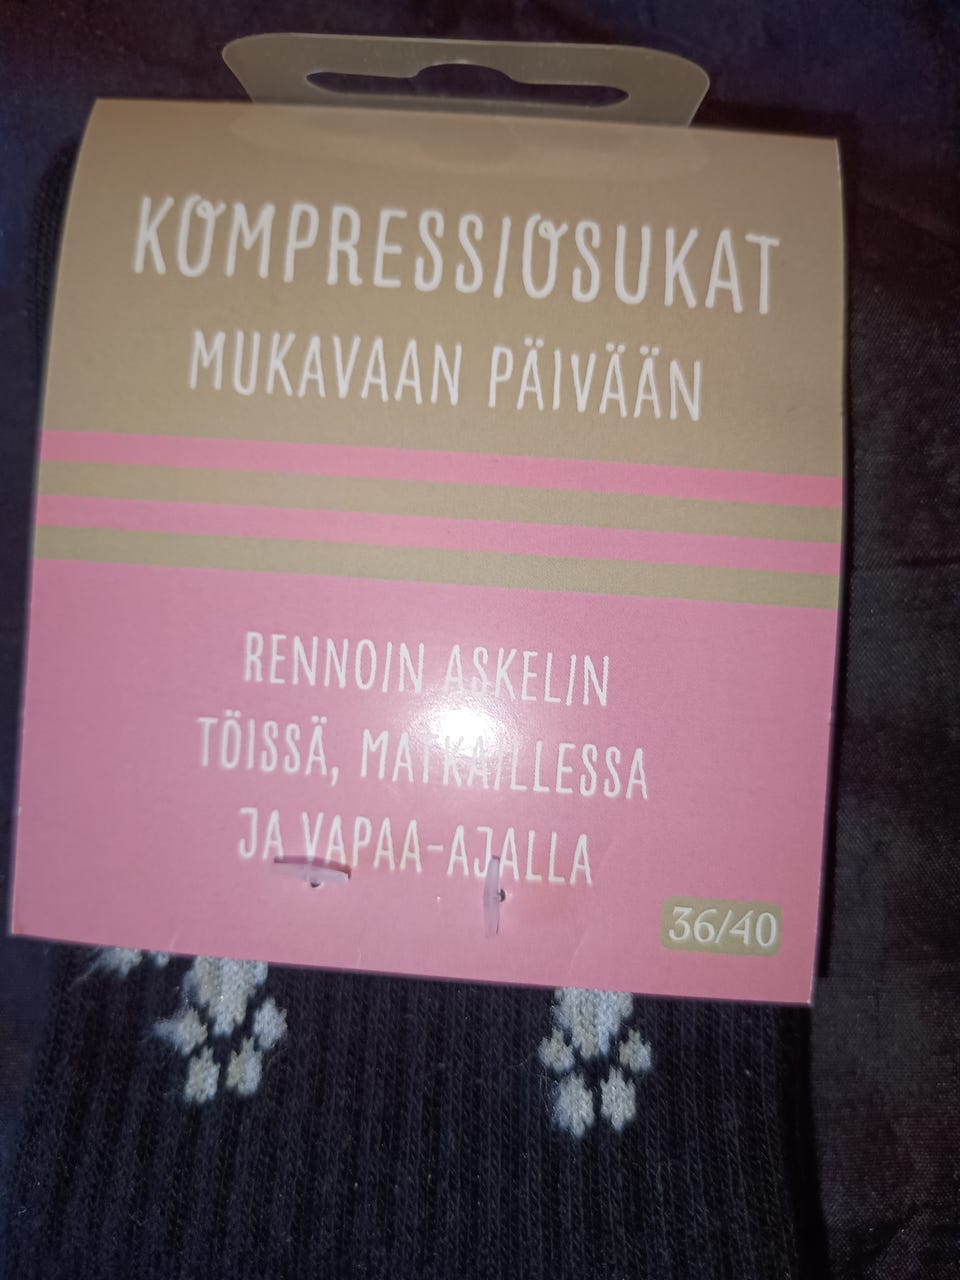 KOMPRESSIOSUKAT
MUKAVAAN PÄIVÄÄN
RENNOIN ASKELIN
TÖISSÄ, MATKAILLESSA
JA VAPAA-AJALLA
36/40